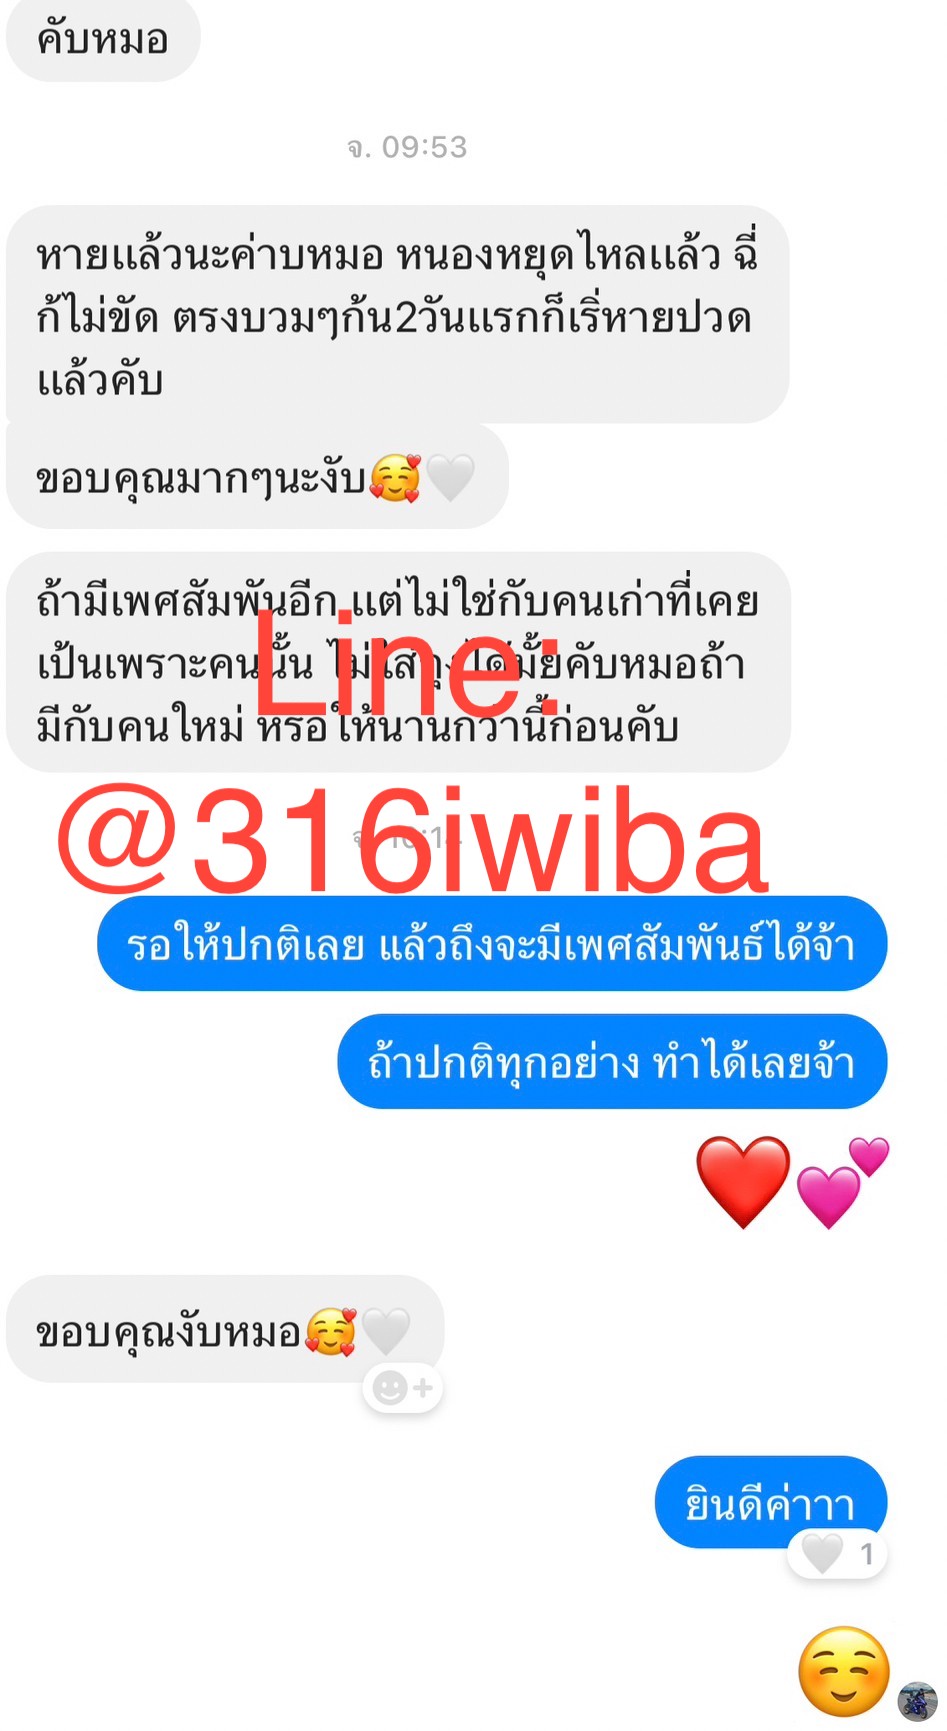 คับหมอ
จ. 09:53
หายแล้วนะค่าบหมอ หนองหยุดไหลแล้ว ฉี่
ก้ไม่ขัด ตรงบวมๆก้น2วันแรกก็เริ่หายปวด
แล้วคับ
ขอบคุณมากๆนะงับ🥰🤍
ถ้ามีเพศสัมพันอีก แต่ไม่ใช่กับคนเก่าที่เคย
เป้นเพราะคนนั้น ไม่ใส่ถุงได้มั้ยคับหมอถ้า
มีกับคนใหม่ หรอให้นานกว่านี้ก่อนคับ
Line:
@316iwiba
รอให้ปกติเลย แล้วถึงจะมีเพศสัมพันธ์ได้จ้า
ถ้าปกติทุกอย่าง ทำได้เลยจ้า
❤️💕
ขอบคุณงับหมอ🥰🤍
ยินดีค่าาา
🤍 1
☺️